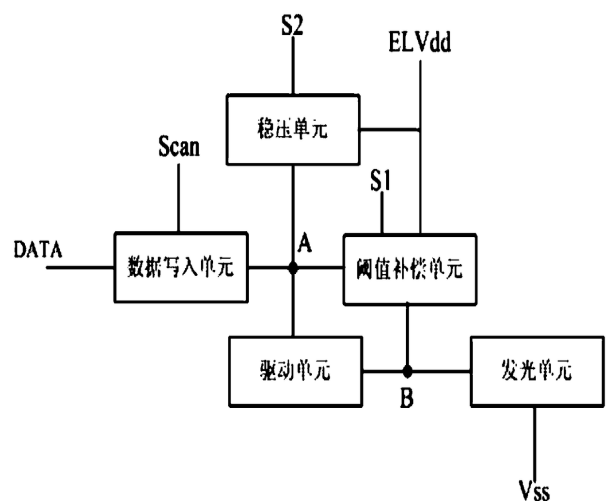 S2
ELVdd
稳压单元
Scan
S1
DATA
数据写入单元
A
阈值补偿单元
驱动单元
B
发光单元
Vss